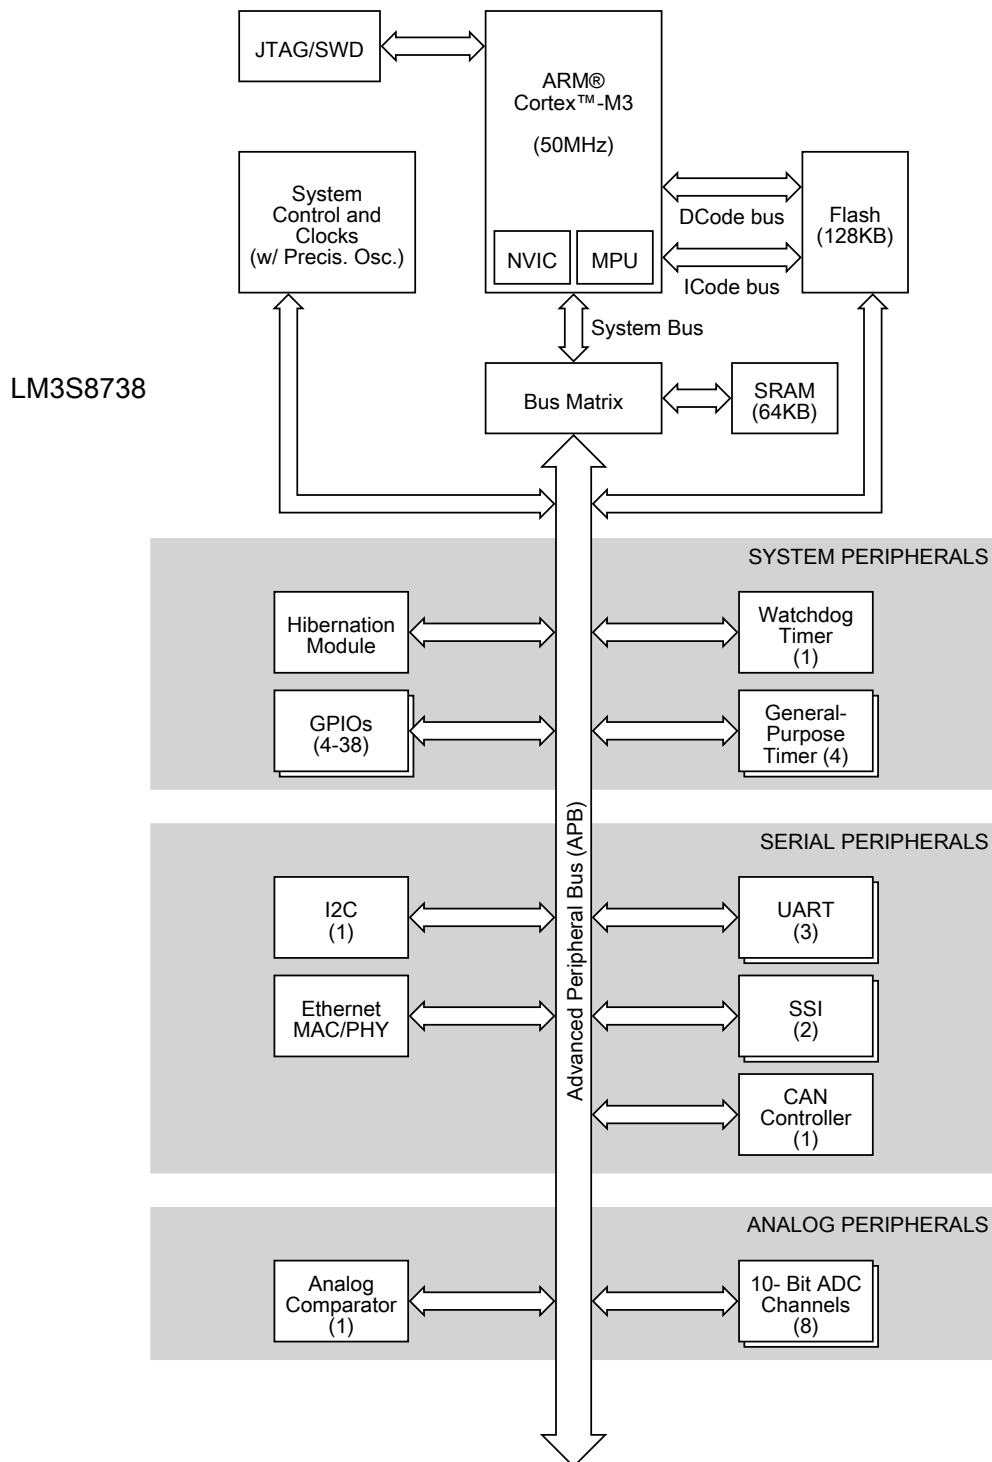 JTAG/SWD
ARM®
Cortex™-M3
(50MHz)
System
Control and
Clocks
(w/ Precis. Osc.)
DCode bus
Flash
(128KB)
NVIC
MPU
ICode bus
System Bus
LM3S8738
Bus Matrix
SRAM
(64KB)
SYSTEM PERIPHERALS
Hibernation
Module
Watchdog
Timer
(1)
GPIOs
(4-38)
General-
Purpose
Timer (4)
Advanced Peripheral Bus (APB)
SERIAL PERIPHERALS
I2C
(1)
UART
(3)
Ethernet
MAC/PHY
SSI
(2)
CAN
Controller
(1)
ANALOG PERIPHERALS
Analog
Comparator
(1)
10- Bit ADC
Channels
(8)